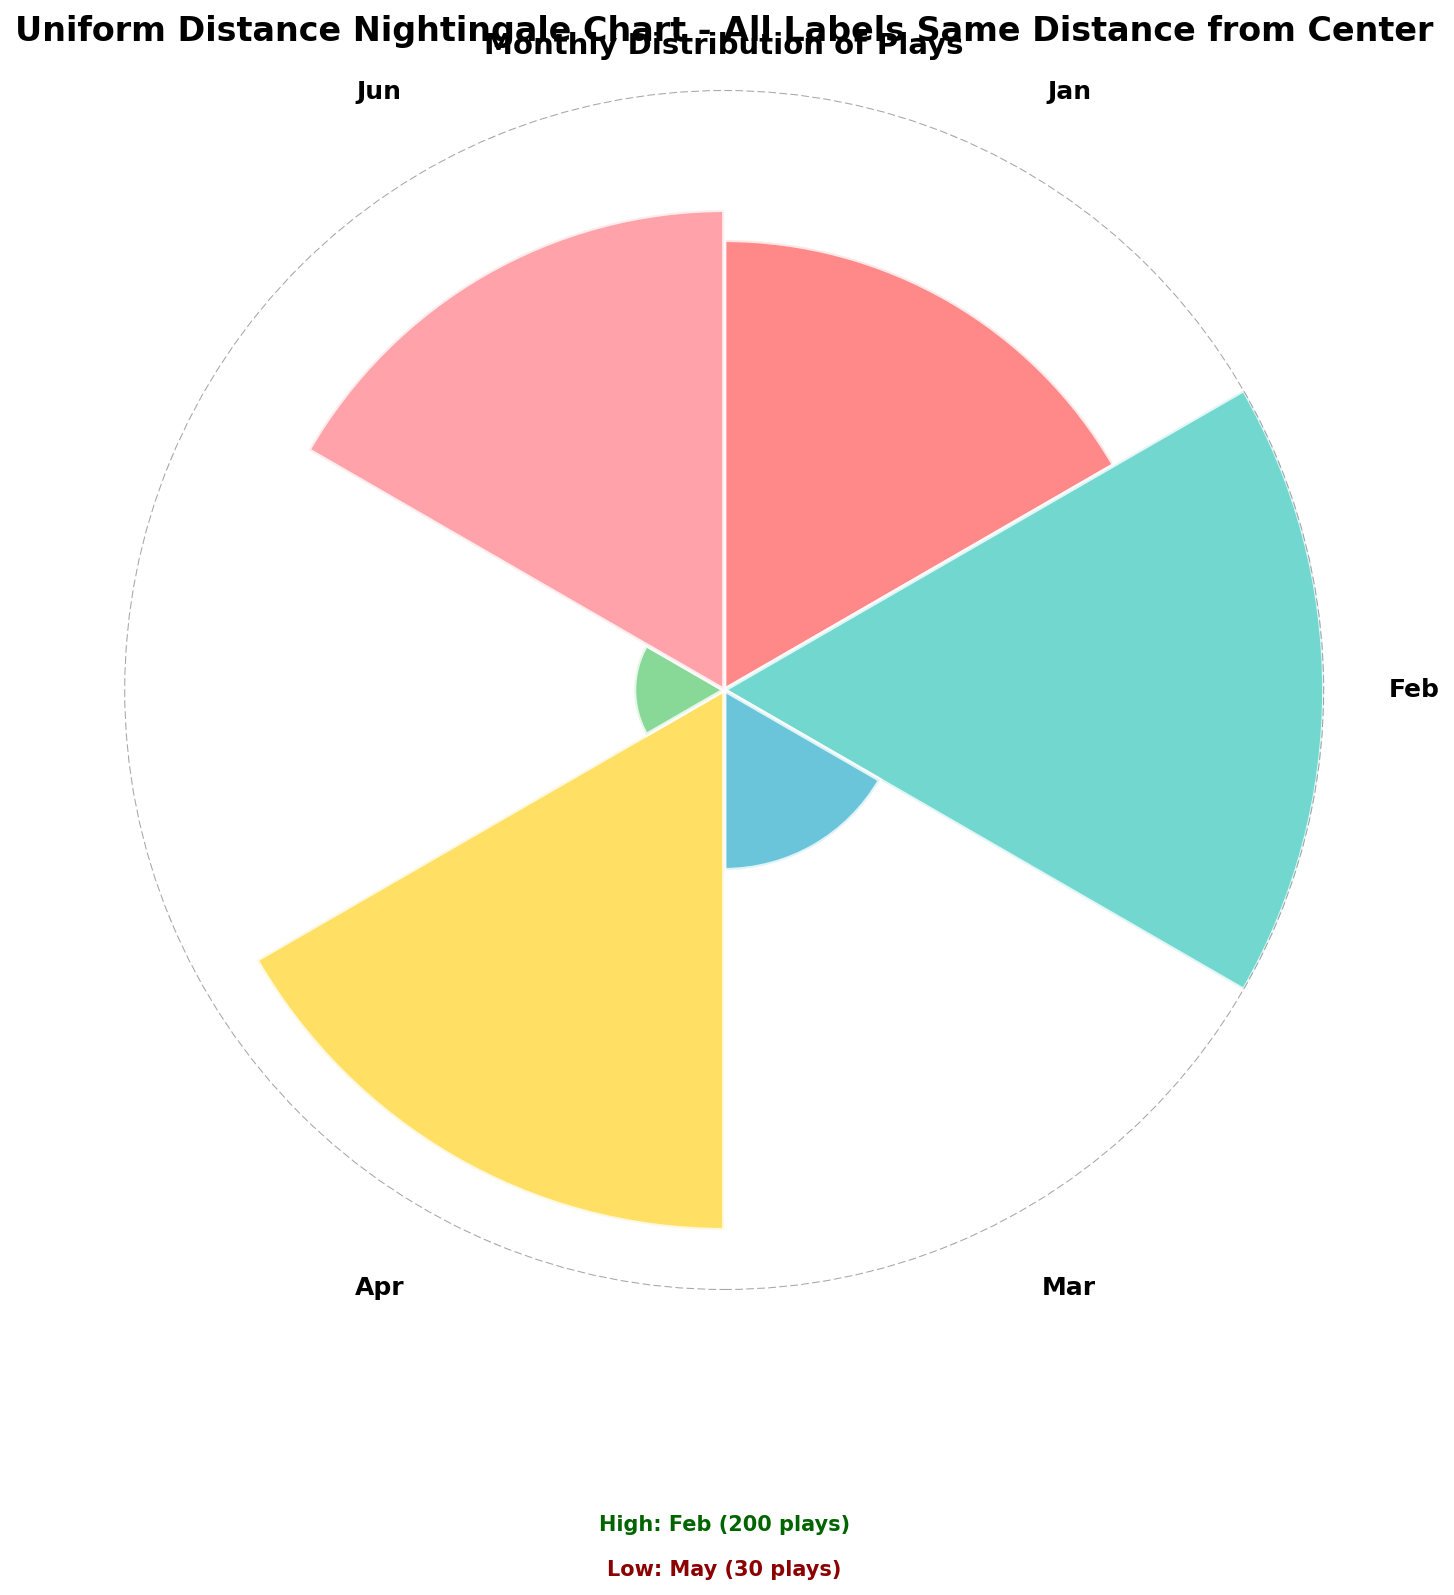 Uniform Distance Nightingale Chart - All Labels Same Distance from Center
Monthly Distribution of Plays
Jun
Jan
Feb
Apr
Mar
High: Feb (200 plays)
Low: May (30 plays)